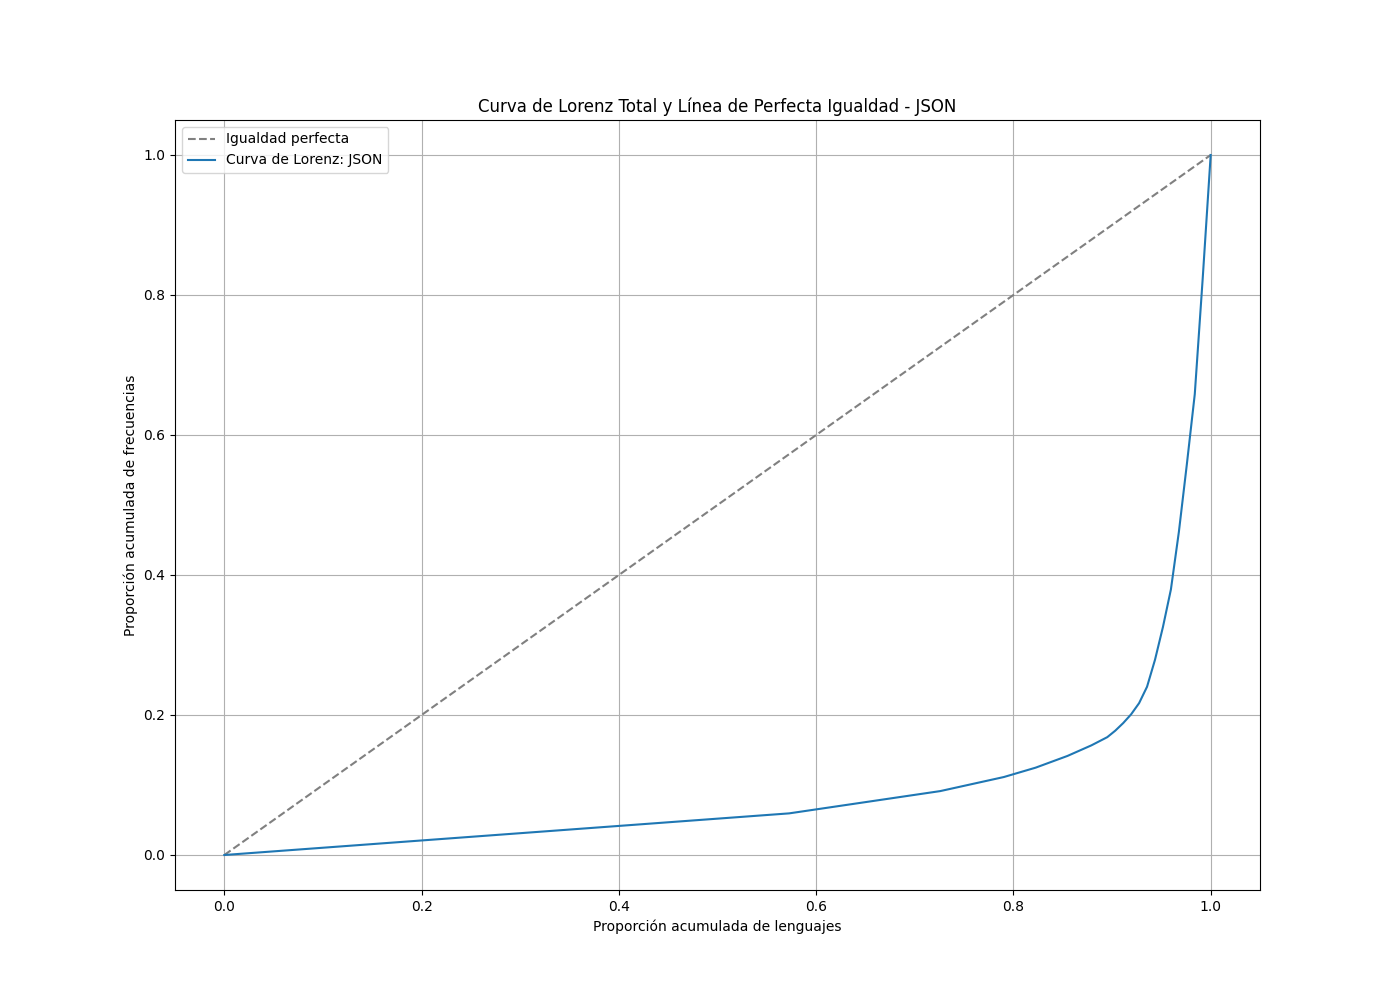 Curva de Lorenz Total y Línea de Perfecta Igualdad - JSON
Igualdad perfecta
Curva de Lorenz: JSON
1.0
0.8
0.6
0.4
0.2
0.0
Proporción acumulada de frecuencias
0.0 0.2 0.4 0.6 0.8 1.0
Proporción acumulada de lenguajes